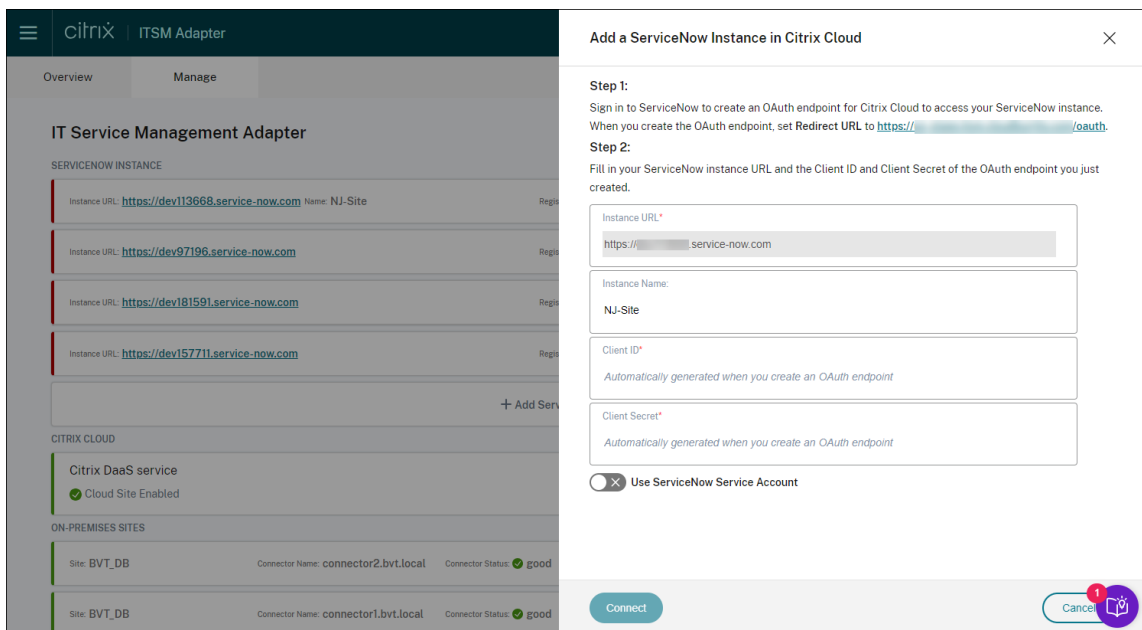 citrix ITSM Adapter
Overview Manage
IT Service Management Adapter
SERVICENOW INSTANCE
Instance URL: https://dev113668.service-now.com Name: NJ-Site Regis
Instance URL: https://dev97196.service-now.com Regis
Instance URL: https://dev181591.service-now.com Regis
Instance URL: https://dev157711.service-now.com Regis
+ Add Serv
CITRIX CLOUD
Citrix DaaS service
Cloud Site Enabled
ON-PREMISES SITES
Site: BVT_DB Connector Name: connector2.bvt.local Connector Status: good
Site: BVT_DB Connector Name: connector1.bvt.local Connector Status: good
Add a ServiceNow Instance in Citrix Cloud
Step 1:
Sign in to ServiceNow to create an OAuth endpoint for Citrix Cloud to access your ServiceNow instance.
When you create the OAuth endpoint, set Redirect URL to https:// /oauth.
Step 2:
Fill in your ServiceNow instance URL and the Client ID and Client Secret of the OAuth endpoint you just
created.
Instance URL*
https:// .service-now.com
Instance Name:
NJ-Site
Client ID*
Automatically generated when you create an OAuth endpoint
Client Secret*
Automatically generated when you create an OAuth endpoint
Use ServiceNow Service Account
Connect Cancel 1